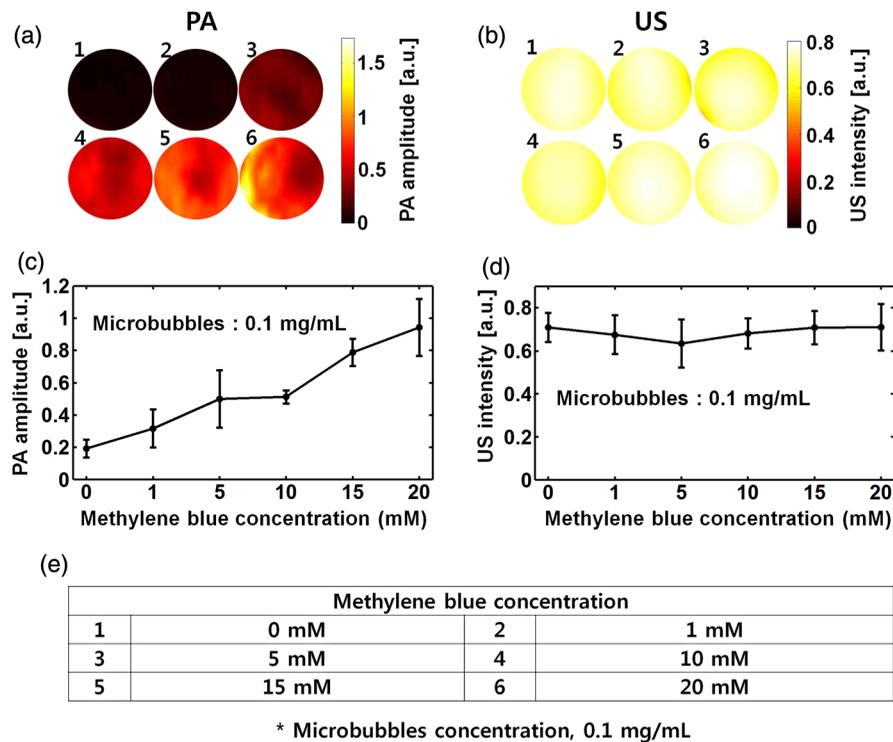 PA
(a)
1 2 3
4 5 6
1.5
1
0.5
0
PA amplitude [a.u.]
US
(b)
1 2 3
4 5 6
0.8
0.6
0.4
0.2
0
US intensity [a.u.]
(c)
1.2
1
0.8
0.6
0.4
0.2
0
PA amplitude [a.u.]
Microbubbles : 0.1 mg/mL
0 1 5 10 15 20
Methylene blue concentration (mM)
(d)
0.8
0.6
0.4
0.2
0
US intensity [a.u.]
Microbubbles : 0.1 mg/mL
0 1 5 10 15 20
Methylene blue concentration (mM)
(e)
Methylene blue concentration
1 0 mM 2 1 mM
3 5 mM 4 10 mM
5 15 mM 6 20 mM
* Microbubbles concentration, 0.1 mg/mL